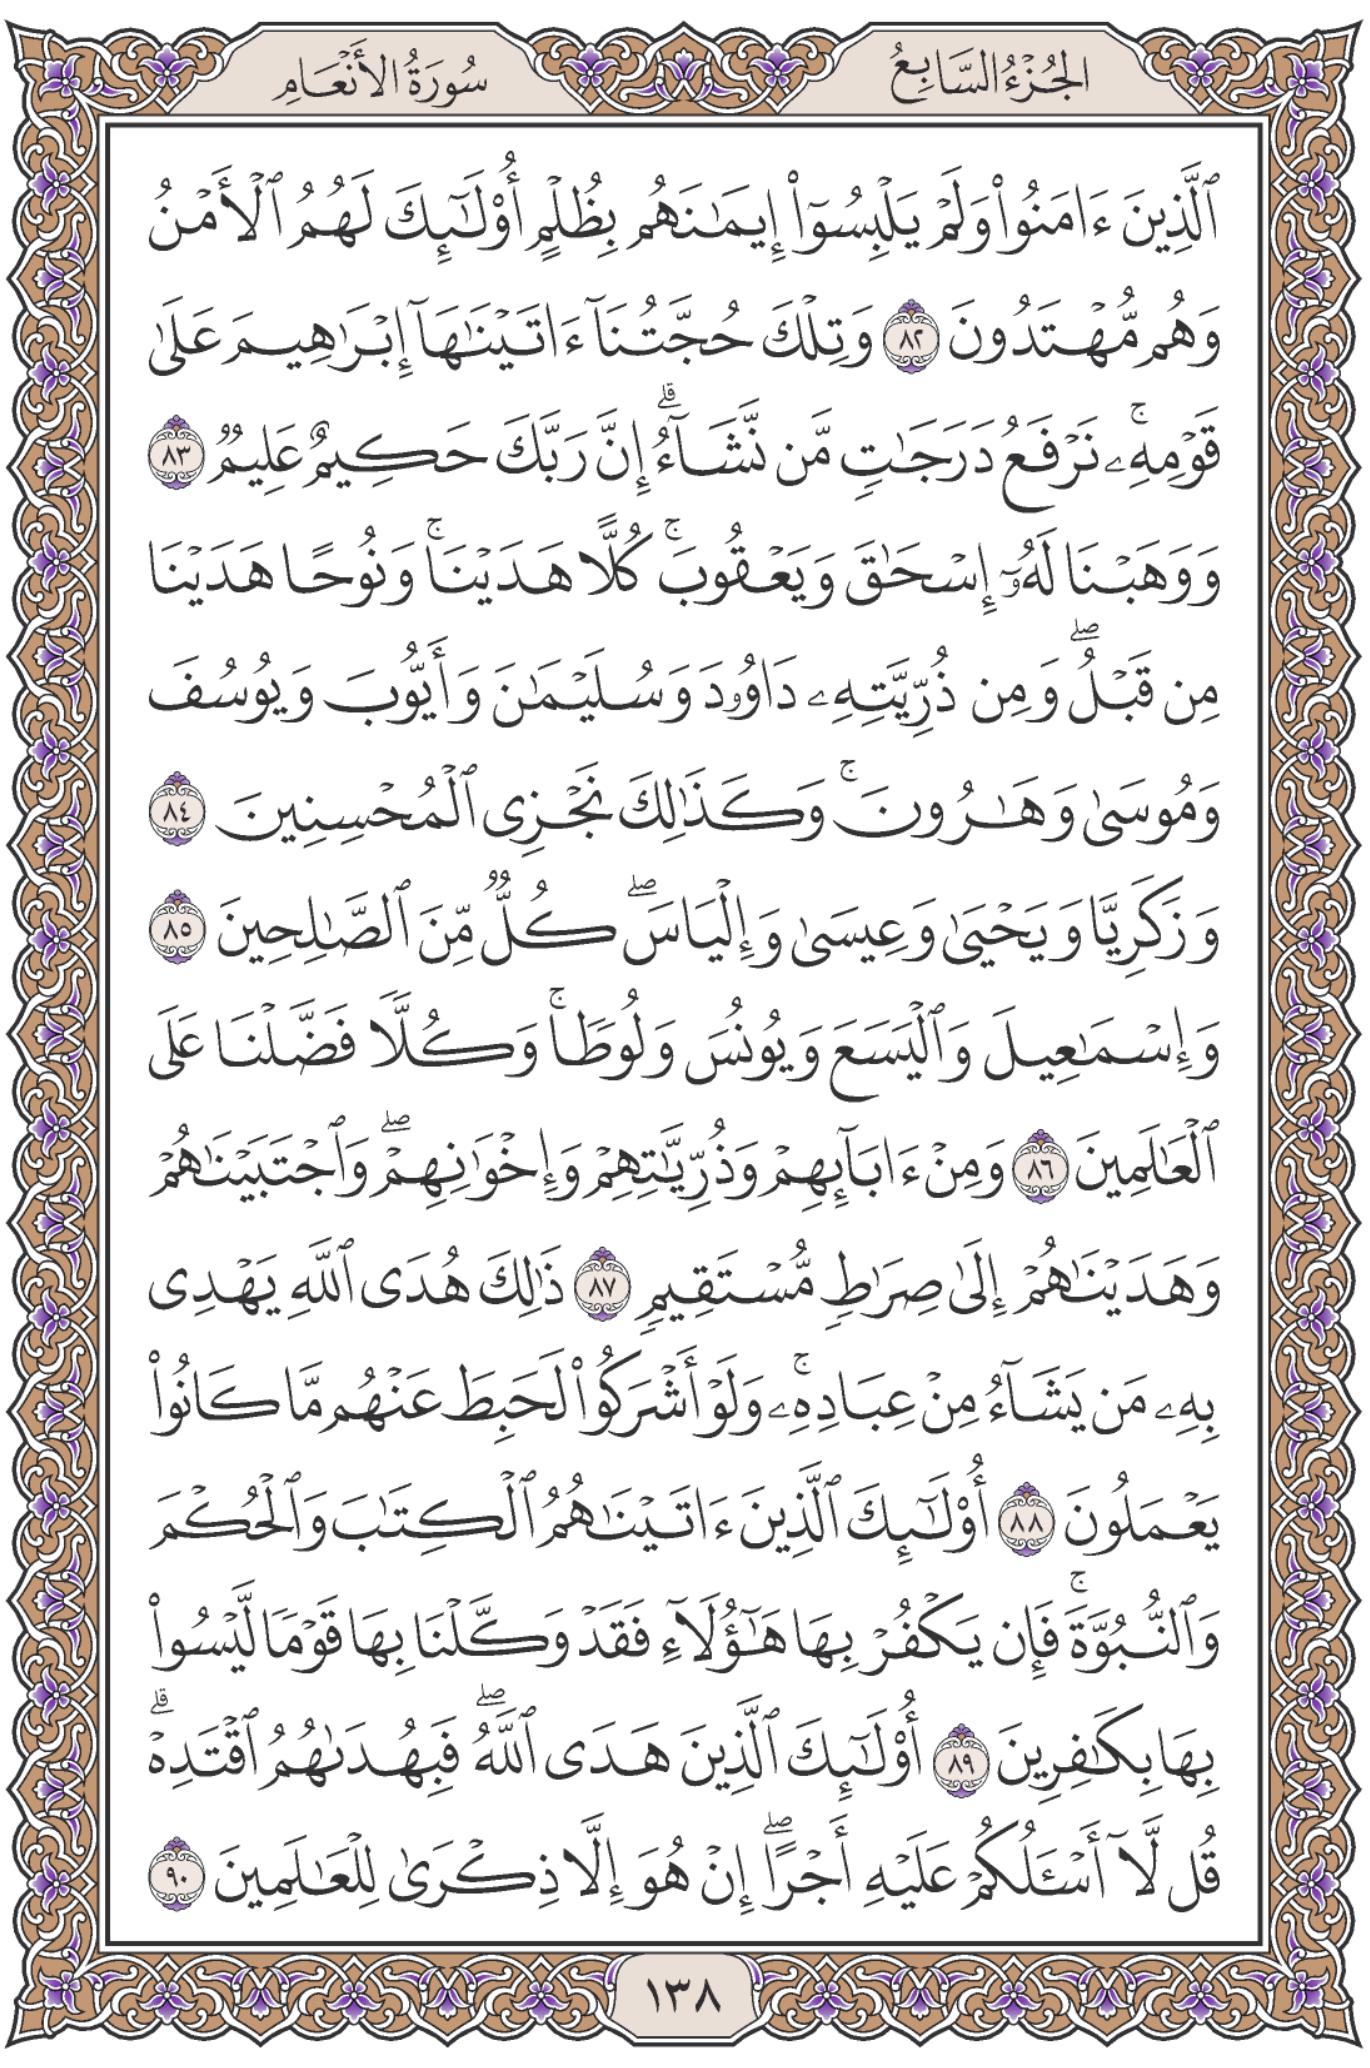 الجُزْءُ السَّابِعُ
سُورَةُ الأَنْعَامِ
ٱلَّذِينَ ءَامَنُوا۟ وَلَمْ يَلْبِسُوٓا۟ إِيمَـٰنَهُم بِظُلْمٍ أُو۟لَـٰٓئِكَ لَهُمُ ٱلْأَمْنُ
وَهُم مُّهْتَدُونَ ٨٢ وَتِلْكَ حُجَّتُنَآ ءَاتَيْنَـٰهَآ إِبْرَٰهِيمَ عَلَىٰ
قَوْمِهِۦ ۚ نَرْفَعُ دَرَجَـٰتٍ مَّن نَّشَآءُ ۗ إِنَّ رَبَّكَ حَكِيمٌ عَلِيمٌ ٨٣
وَوَهَبْنَا لَهُۥٓ إِسْحَـٰقَ وَيَعْقُوبَ ۚ كُلًّا هَدَيْنَا ۚ وَنُوحًا هَدَيْنَا
مِن قَبْلُ ۖ وَمِن ذُرِّيَّتِهِۦ دَاوُۥدَ وَسُلَيْمَـٰنَ وَأَيُّوبَ وَيُوسُفَ
وَمُوسَىٰ وَهَـٰرُونَ ۚ وَكَذَٰلِكَ نَجْزِى ٱلْمُحْسِنِينَ ٨٤
وَزَكَرِيَّا وَيَحْيَىٰ وَعِيسَىٰ وَإِلْيَاسَ ۖ كُلٌّ مِّنَ ٱلصَّـٰلِحِينَ ٨٥
وَإِسْمَـٰعِيلَ وَٱلْيَسَعَ وَيُونُسَ وَلُوطًا ۚ وَكُلًّا فَضَّلْنَا عَلَى
ٱلْعَـٰلَمِينَ ٨٦ وَمِنْ ءَابَآئِهِمْ وَذُرِّيَّـٰتِهِمْ وَإِخْوَٰنِهِمْ ۖ وَٱجْتَبَيْنَـٰهُمْ
وَهَدَيْنَـٰهُمْ إِلَىٰ صِرَٰطٍ مُّسْتَقِيمٍ ٨٧ ذَٰلِكَ هُدَى ٱللَّهِ يَهْدِى
بِهِۦ مَن يَشَآءُ مِنْ عِبَادِهِۦ ۚ وَلَوْ أَشْرَكُوا۟ لَحَبِطَ عَنْهُم مَّا كَانُوا۟
يَعْمَلُونَ ٨٨ أُو۟لَـٰٓئِكَ ٱلَّذِينَ ءَاتَيْنَـٰهُمُ ٱلْكِتَـٰبَ وَٱلْحُكْمَ
وَٱلنُّبُوَّةَ ۚ فَإِن يَكْفُرْ بِهَا هَـٰٓؤُلَآءِ فَقَدْ وَكَّلْنَا بِهَا قَوْمًا لَّيْسُوا۟
بِهَا بِكَـٰفِرِينَ ٨٩ أُو۟لَـٰٓئِكَ ٱلَّذِينَ هَدَى ٱللَّهُ ۖ فَبِهُدَىٰهُمُ ٱقْتَدِهْ ۗ
قُل لَّآ أَسْـَٔلُكُمْ عَلَيْهِ أَجْرًا ۖ إِنْ هُوَ إِلَّا ذِكْرَىٰ لِلْعَـٰلَمِينَ ٩٠
١٣٨